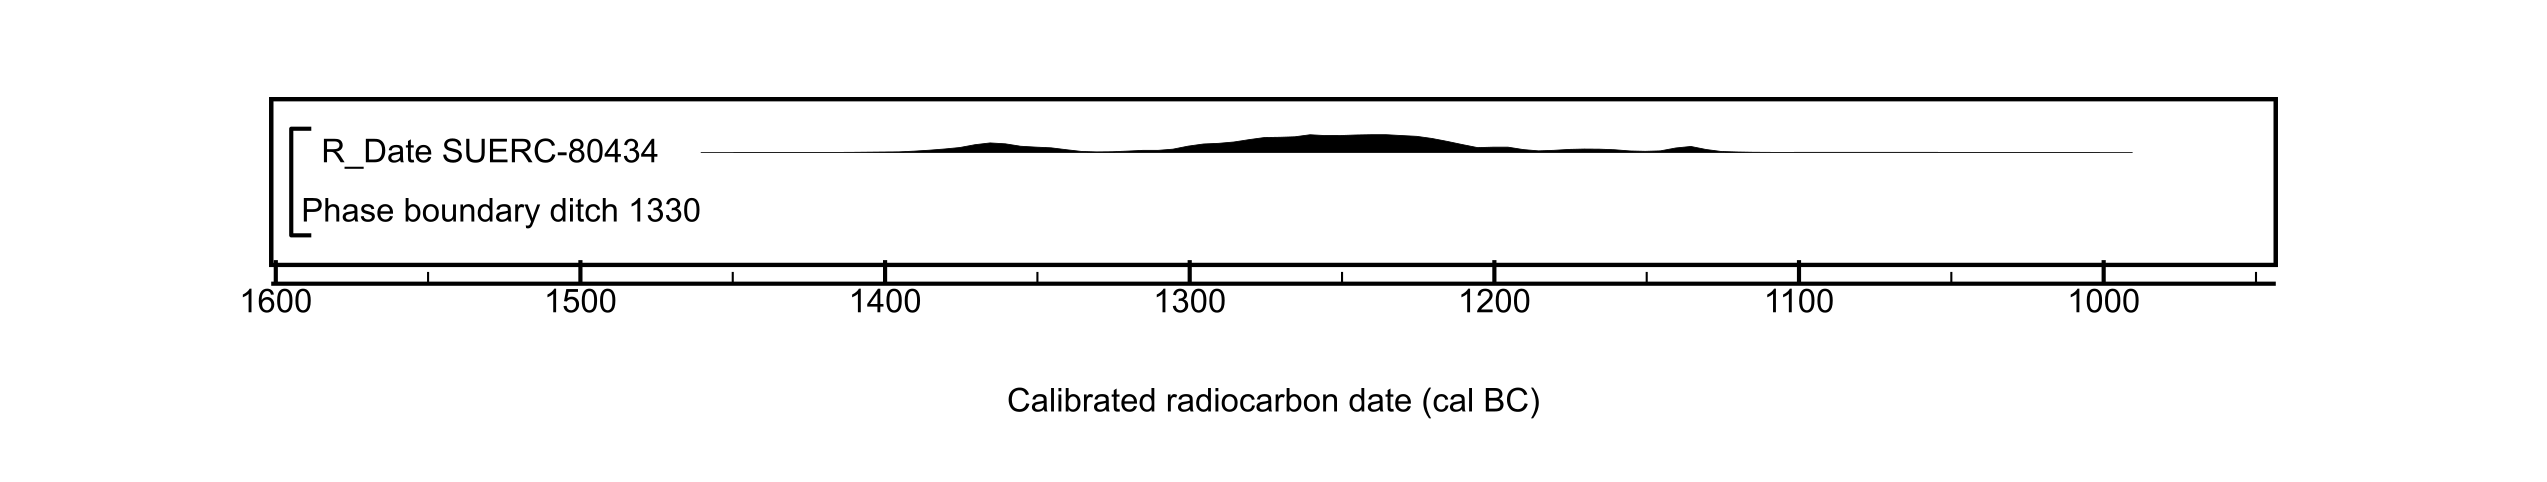 R_Date SUERC-80434
Phase boundary ditch 1330
1600 1500 1400 1300 1200 1100 1000
Calibrated radiocarbon date (cal BC)